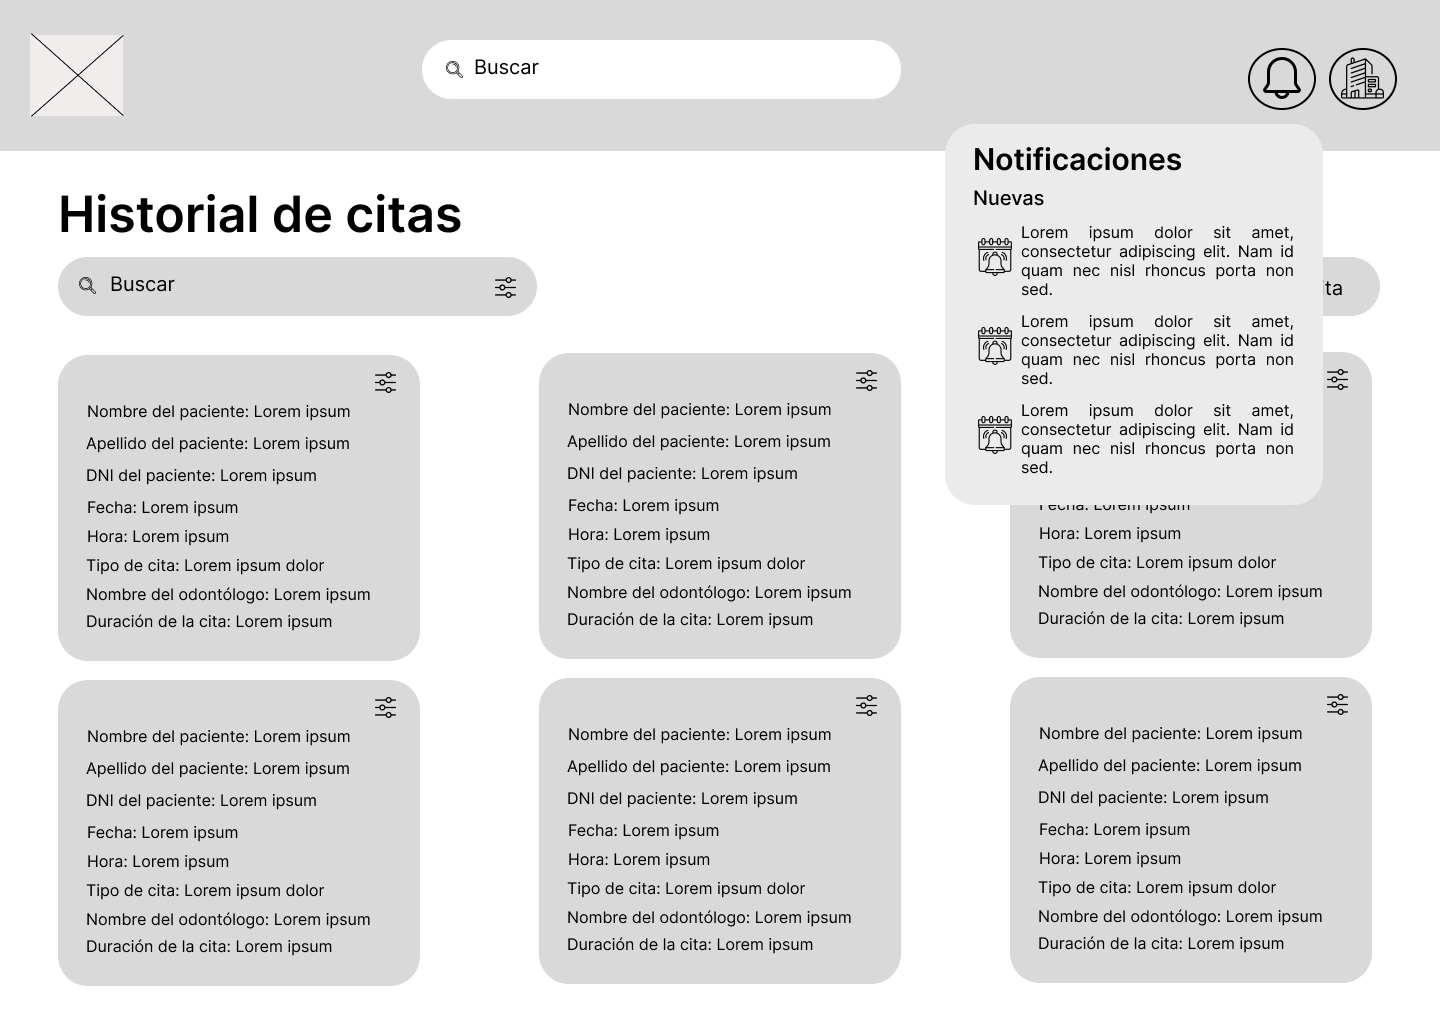 Buscar
Notificaciones
Nuevas
Lorem ipsum dolor sit amet,
consectetur adipiscing elit. Nam id
quam nec nisl rhoncus porta non
sed.
Lorem ipsum dolor sit amet,
consectetur adipiscing elit. Nam id
quam nec nisl rhoncus porta non
sed.
Lorem ipsum dolor sit amet,
consectetur adipiscing elit. Nam id
quam nec nisl rhoncus porta non
sed.
Historial de citas
Buscar
Nombre del paciente: Lorem ipsum
Apellido del paciente: Lorem ipsum
DNI del paciente: Lorem ipsum
Fecha: Lorem ipsum
Hora: Lorem ipsum
Tipo de cita: Lorem ipsum dolor
Nombre del odontólogo: Lorem ipsum
Duración de la cita: Lorem ipsum
Nombre del paciente: Lorem ipsum
Apellido del paciente: Lorem ipsum
DNI del paciente: Lorem ipsum
Fecha: Lorem ipsum
Hora: Lorem ipsum
Tipo de cita: Lorem ipsum dolor
Nombre del odontólogo: Lorem ipsum
Duración de la cita: Lorem ipsum
Fecha: Lorem ipsum
Hora: Lorem ipsum
Tipo de cita: Lorem ipsum dolor
Nombre del odontólogo: Lorem ipsum
Duración de la cita: Lorem ipsum
Nombre del paciente: Lorem ipsum
Apellido del paciente: Lorem ipsum
DNI del paciente: Lorem ipsum
Fecha: Lorem ipsum
Hora: Lorem ipsum
Tipo de cita: Lorem ipsum dolor
Nombre del odontólogo: Lorem ipsum
Duración de la cita: Lorem ipsum
Nombre del paciente: Lorem ipsum
Apellido del paciente: Lorem ipsum
DNI del paciente: Lorem ipsum
Fecha: Lorem ipsum
Hora: Lorem ipsum
Tipo de cita: Lorem ipsum dolor
Nombre del odontólogo: Lorem ipsum
Duración de la cita: Lorem ipsum
Nombre del paciente: Lorem ipsum
Apellido del paciente: Lorem ipsum
DNI del paciente: Lorem ipsum
Fecha: Lorem ipsum
Hora: Lorem ipsum
Tipo de cita: Lorem ipsum dolor
Nombre del odontólogo: Lorem ipsum
Duración de la cita: Lorem ipsum